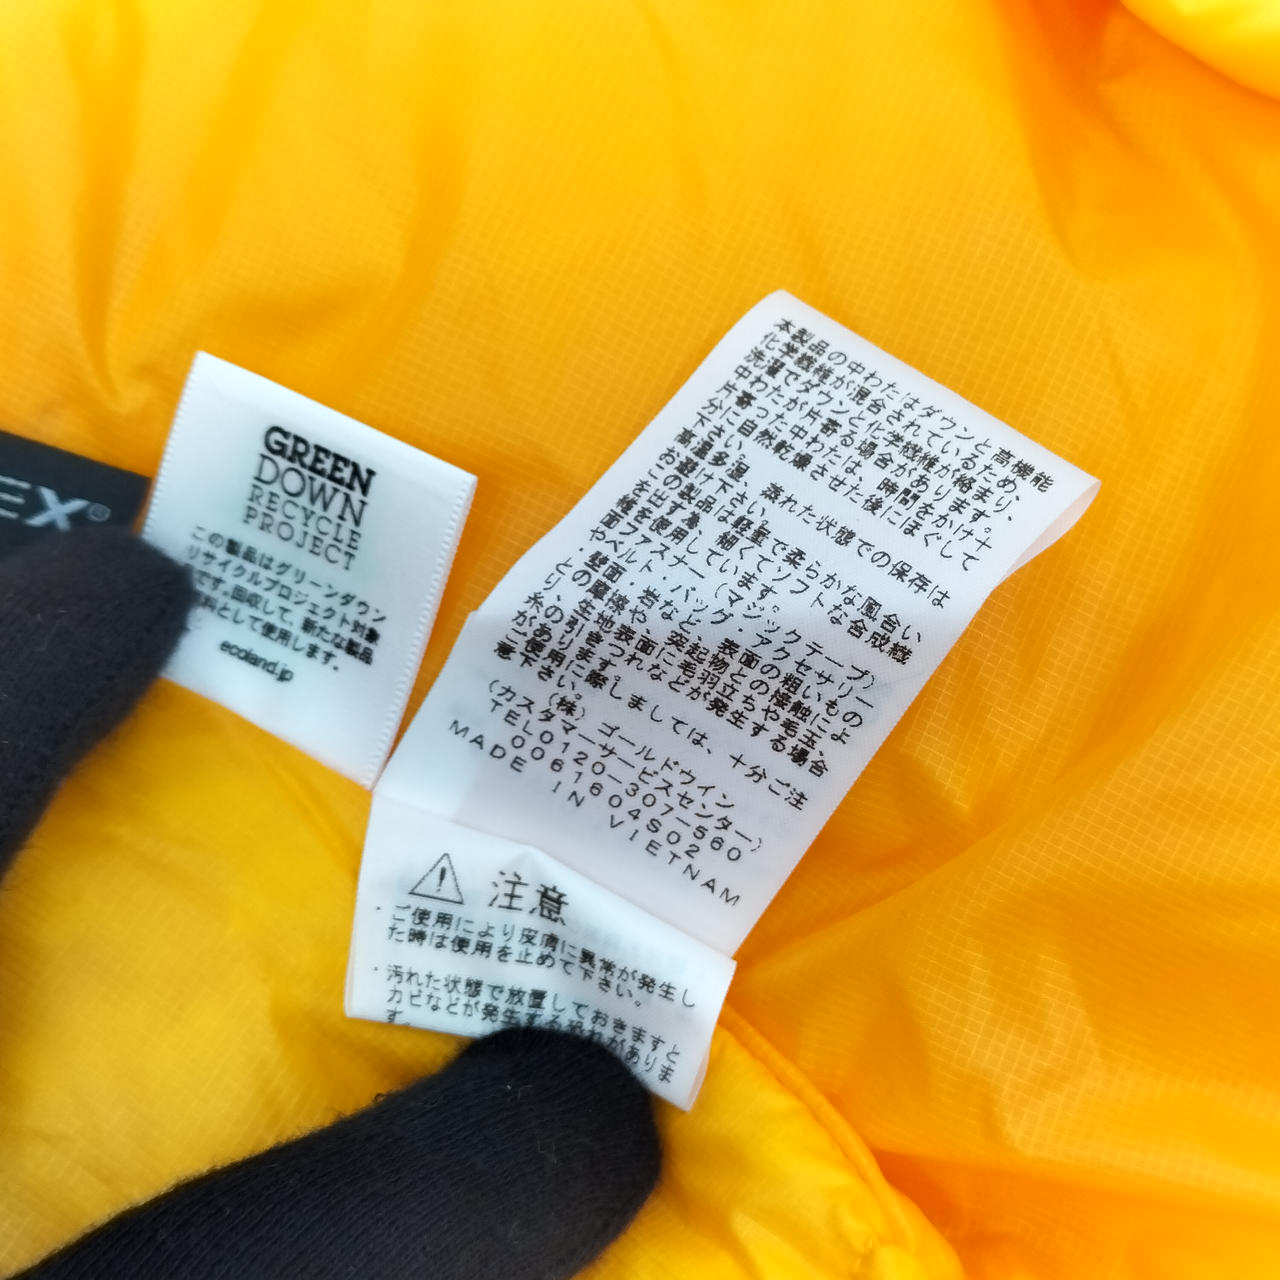 EX®
GREEN
DOWN
RECYCLE
PROJECT
この製品はグリーンダウン
リサイクルプロジェクト対象
です。回収して、新たな製品
料として使用します。
ecoland.jp
本製品の中わたはダウンと高機能
化学繊維が混合されているため、
洗濯でダウンと化学繊維が絡まり、
中わたが片寄る場合があります。
片寄った中わたは、時間をかけ十
分に自然乾燥させた後にほぐして
下さい。
高温多湿、蒸れた状態での保存は
お避け下さい。
この製品は軽量で柔らかな風合い
を出す為、細くてソフトな合成繊
維を使用しています。
面ファスナー（マジックテープ）
やベルト・バッグ・アクセサリー
・壁面・岩など、表面の粗いもの
との摩擦や、突起物との接触によ
り、生地表面に毛羽立ちや毛玉、
糸の引きつれなどが発生する場合
があります。
ご使用に際しましては、十分ご注
意下さい。
（株）ゴールドウイン
（カスタマーサービスセンター）
TEL0120-307-560
0061604S02
MADE IN VIETNAM
注意
・ご使用により皮膚に異常が発生し
た時は使用を止めて下さい。
・汚れた状態で放置しておきますと
カビなどが発生する恐れがありま
す。